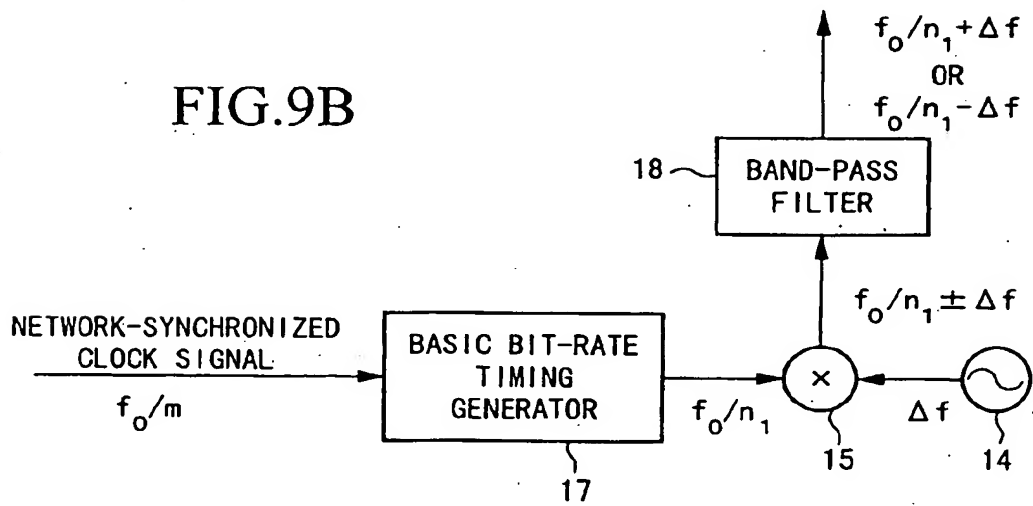 FIG.9B
f₀/n₁+Δf
OR
f₀/n₁-Δf
18
BAND-PASS
FILTER
f₀/n₁±Δf
NETWORK-SYNCHRONIZED
CLOCK SIGNAL
f₀/m
BASIC BIT-RATE
TIMING
GENERATOR
17
f₀/n₁
×
15
Δf
14